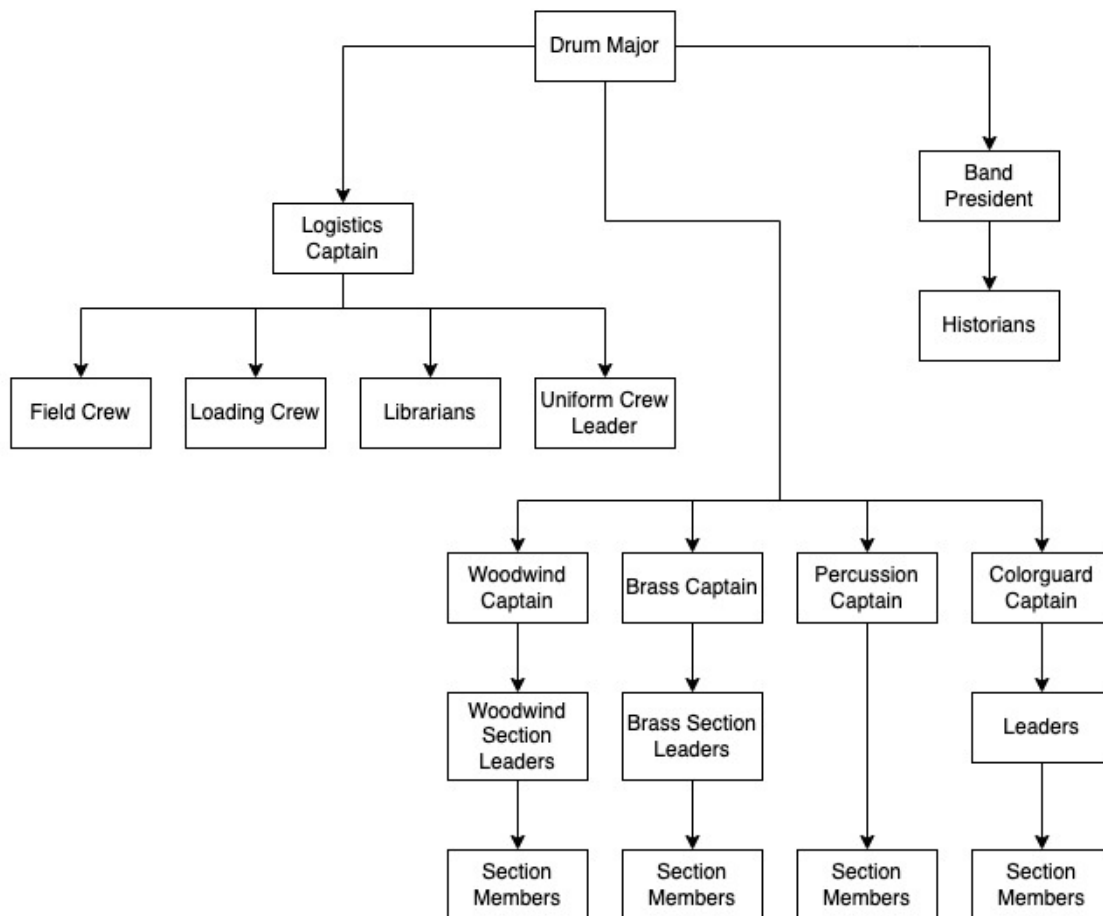 Drum Major
Band
President
Logistics
Captain
Historians
Field Crew
Loading Crew
Librarians
Uniform Crew
Leader
Woodwind
Captain
Brass Captain
Percussion
Captain
Colorguard
Captain
Woodwind
Section
Leaders
Brass Section
Leaders
Leaders
Section
Members
Section
Members
Section
Members
Section
Members